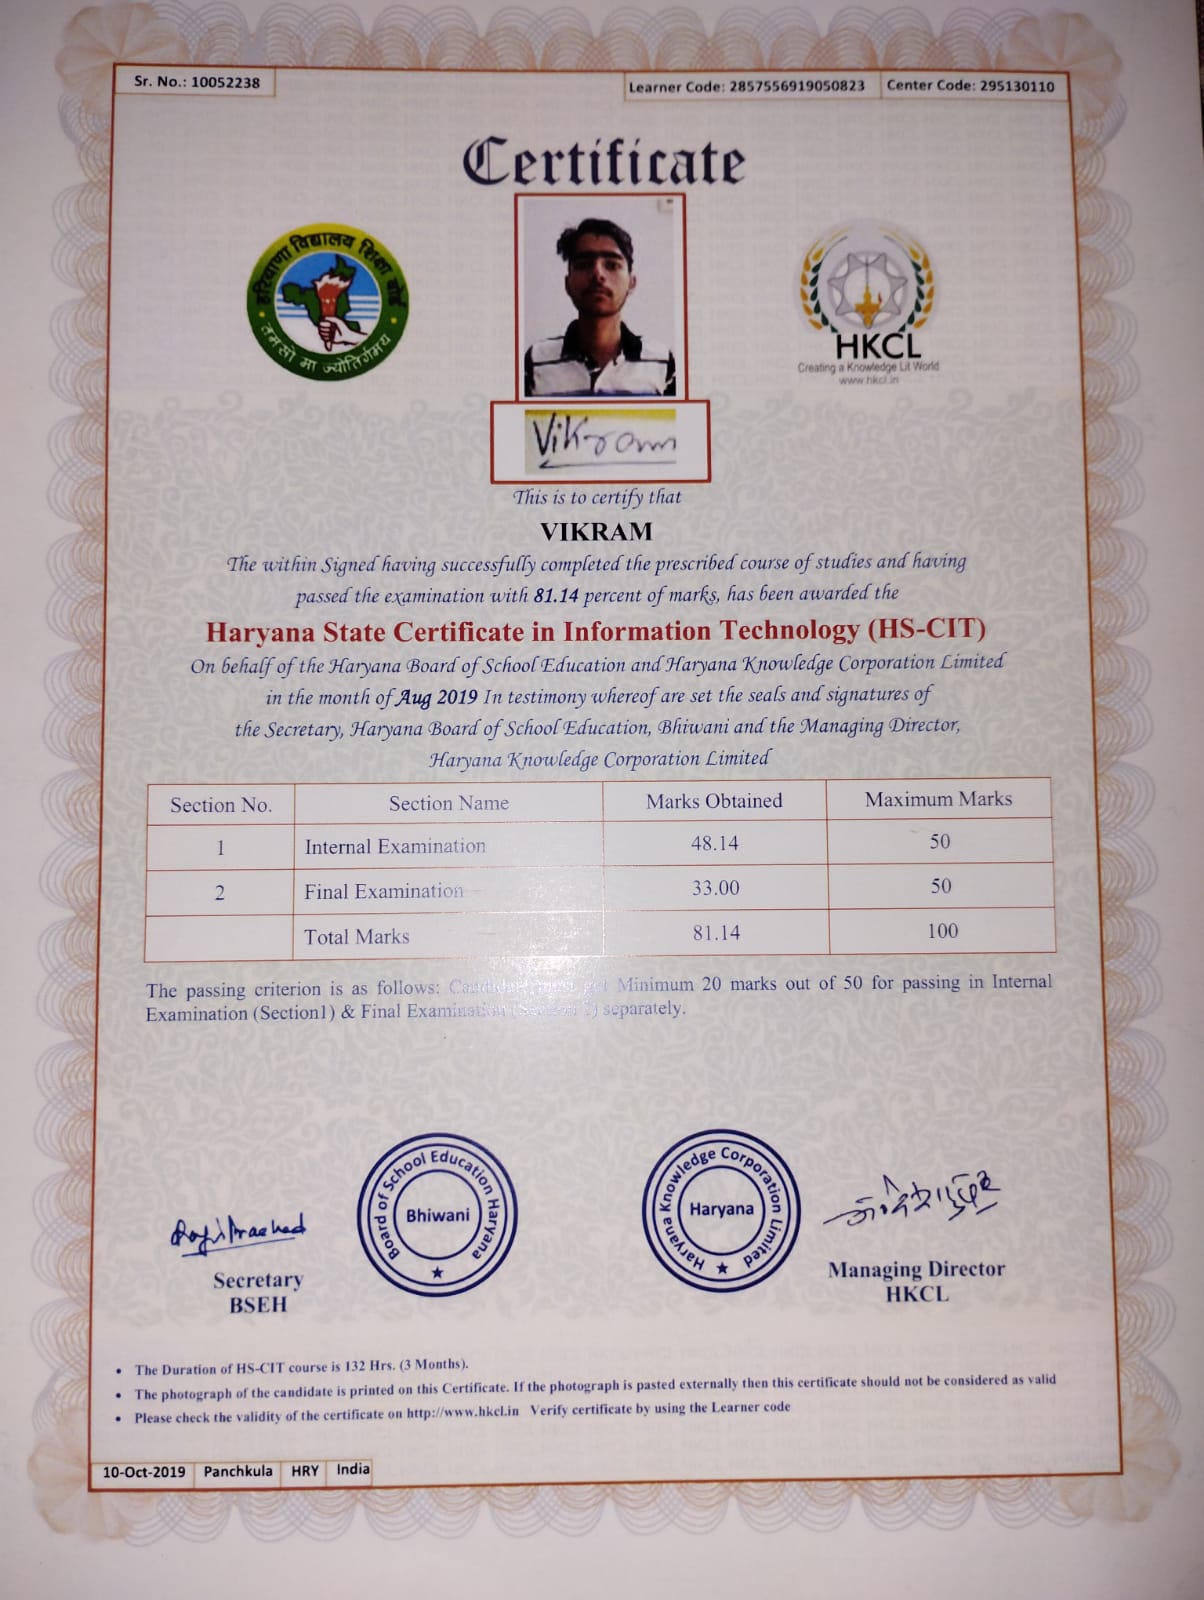 Sr. No.: 10052238
Learner Code: 2857556919050823 Center Code: 295130110
Certificate
हरियाणा विद्यालय शिक्षा बोर्ड
तमसो मा ज्योतिर्गमय
HKCL
Creating a Knowledge Lit World
www.hkcl.in
Vikram
This is to certify that
VIKRAM
The within Signed having successfully completed the prescribed course of studies and having
passed the examination with 81.14 percent of marks, has been awarded the
Haryana State Certificate in Information Technology (HS-CIT)
On behalf of the Haryana Board of School Education and Haryana Knowledge Corporation Limited
in the month of Aug 2019 In testimony whereof are set the seals and signatures of
the Secretary, Haryana Board of School Education, Bhiwani and the Managing Director,
Haryana Knowledge Corporation Limited
Section No. Section Name Marks Obtained Maximum Marks
1 Internal Examination 48.14 50
2 Final Examination 33.00 50
Total Marks 81.14 100
The passing criterion is as follows: Candidate must get Minimum 20 marks out of 50 for passing in Internal
Examination (Section1) & Final Examination (Section 2) separately.
Board of School Education Haryana
Bhiwani
Haryana Knowledge Corporation Limited
Haryana
Secretary
BSEH
Managing Director
HKCL
• The Duration of HS-CIT course is 132 Hrs. (3 Months).
• The photograph of the candidate is printed on this Certificate. If the photograph is pasted externally then this certificate should not be considered as valid
• Please check the validity of the certificate on http://www.hkcl.in Verify certificate by using the Learner code
10-Oct-2019 Panchkula HRY India